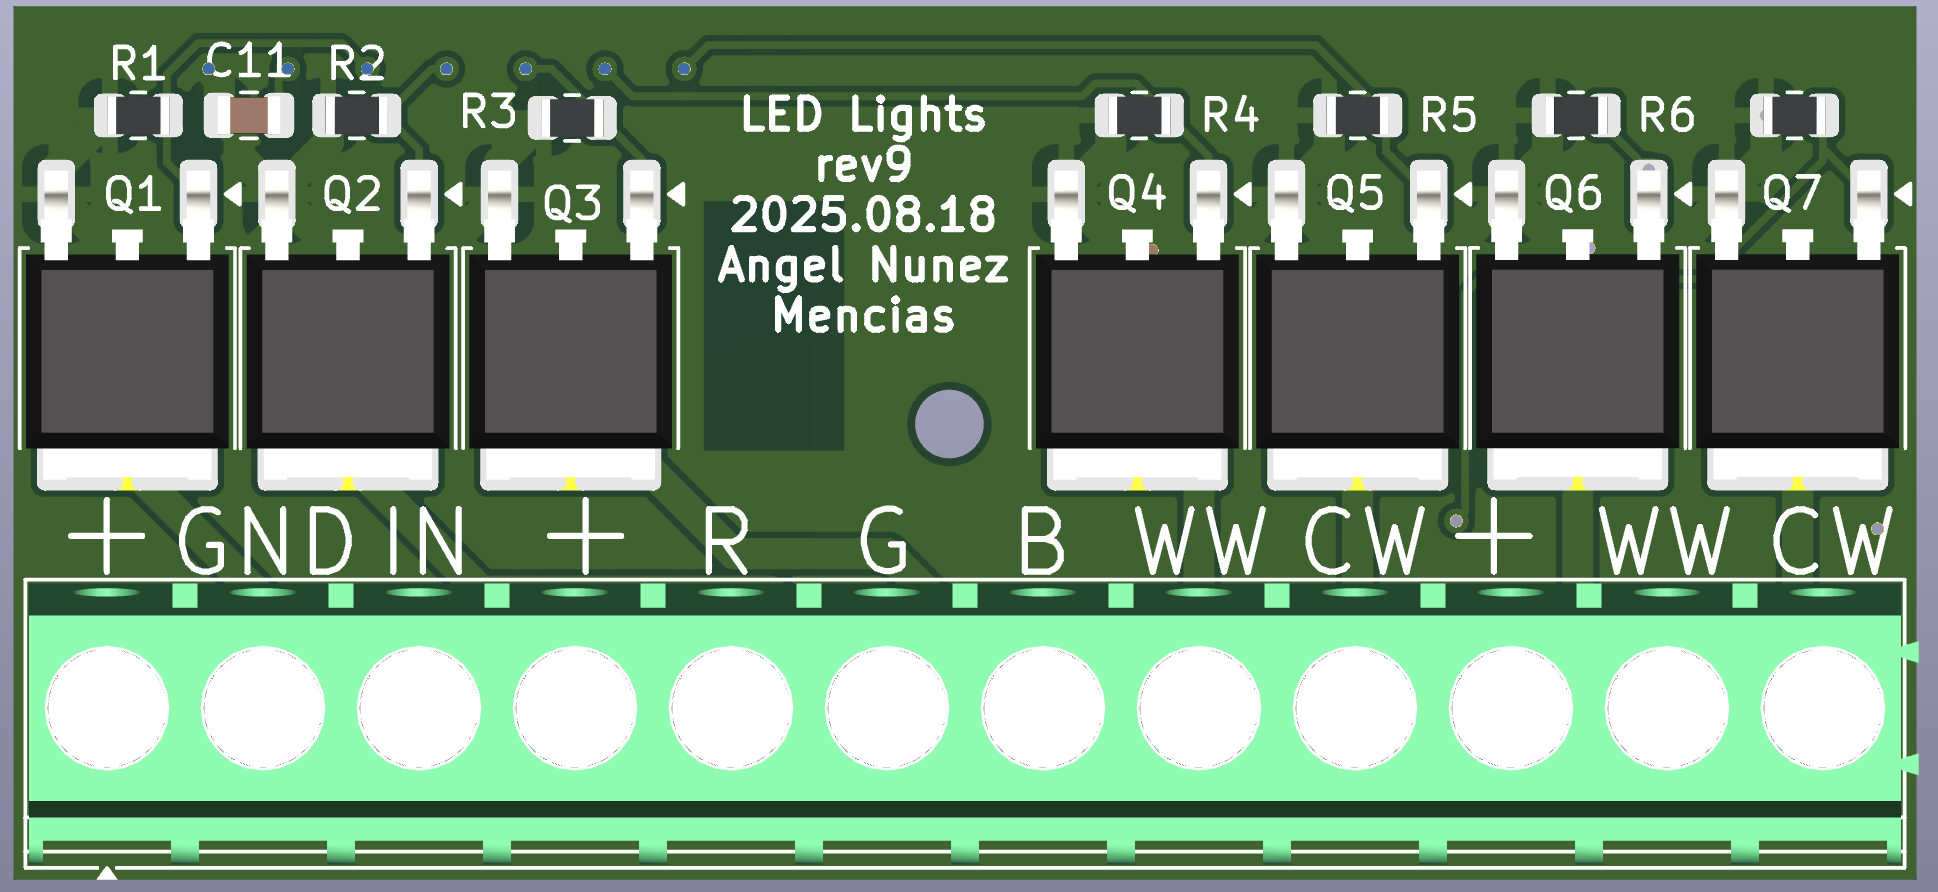 R1 C11 R2
R3
R4 R5 R6
LED Lights
rev9
2025.08.18
Angel Nunez
Mencias
Q1 Q2 Q3
Q4 Q5 Q6 Q7
+ GND IN + R G B WW CW + WW CW